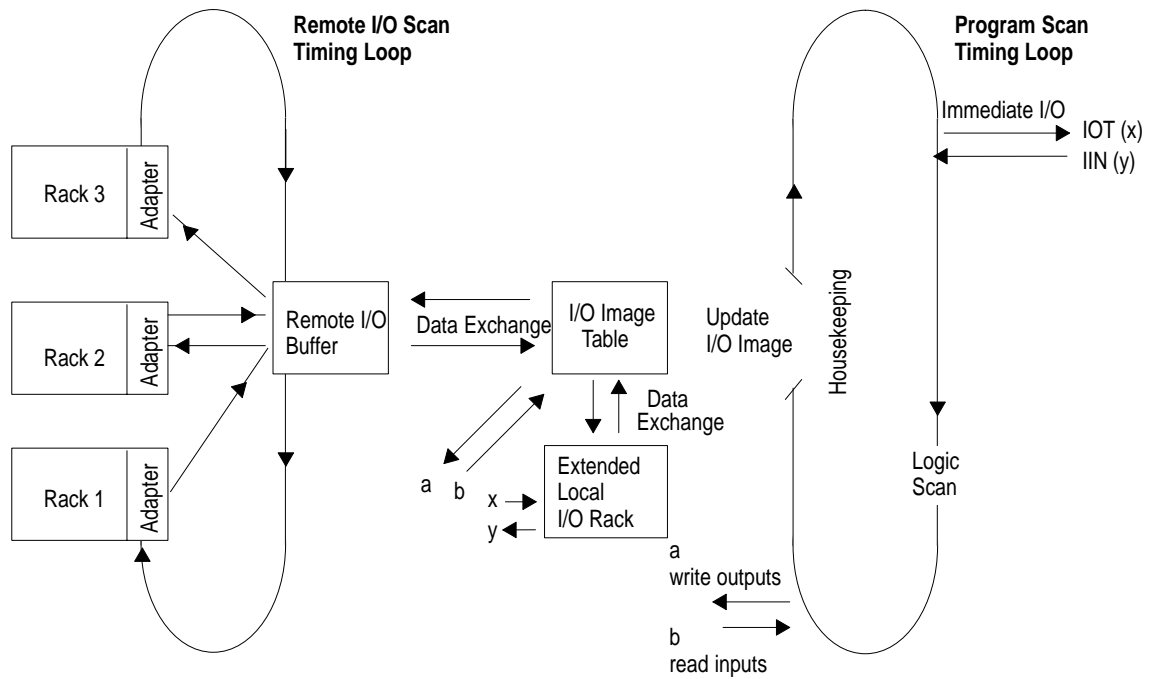 Remote I/O Scan
Timing Loop
Program Scan
Timing Loop
Immediate I/O
IOT (x)
IIN (y)
Rack 3
Adapter
Rack 2
Adapter
Rack 1
Adapter
Remote I/O
Buffer
Data Exchange
I/O Image
Table
Update
I/O Image
Housekeeping
Data
Exchange
Extended
Local
I/O Rack
a
b
x
y
Logic
Scan
a
write outputs
b
read inputs